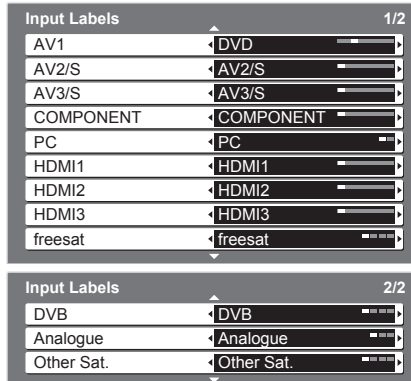 Input Labels 1/2
AV1 DVD
AV2/S AV2/S
AV3/S AV3/S
COMPONENT COMPONENT
PC PC
HDMI1 HDMI1
HDMI2 HDMI2
HDMI3 HDMI3
freesat freesat
Input Labels 2/2
DVB DVB
Analogue Analogue
Other Sat. Other Sat.